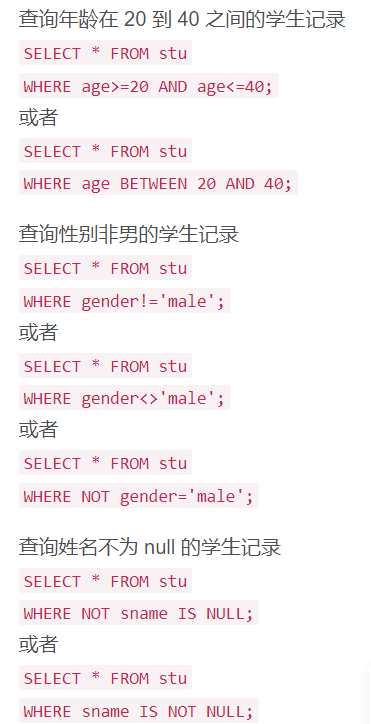 查询年龄在 20 到 40 之间的学生记录
SELECT * FROM stu
WHERE age>=20 AND age<=40;
或者
SELECT * FROM stu
WHERE age BETWEEN 20 AND 40;
查询性别非男的学生记录
SELECT * FROM stu
WHERE gender!='male';
或者
SELECT * FROM stu
WHERE gender<>'male';
或者
SELECT * FROM stu
WHERE NOT gender='male';
查询姓名不为 null 的学生记录
SELECT * FROM stu
WHERE NOT sname IS NULL;
或者
SELECT * FROM stu
WHERE sname IS NOT NULL;